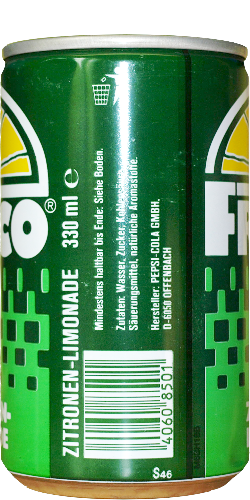 CO®
FR
ZITRONEN-LIMONADE 330 ml e
Mindestens haltbar bis Ende: Siehe Boden.
Zutaten: Wasser, Zucker, Kohlensäure,
Säuerungsmittel, natürliche Aromastoffe.
Hersteller: PEPSI-COLA GMBH,
D-6050 OFFENBACH
4060 8501
S46